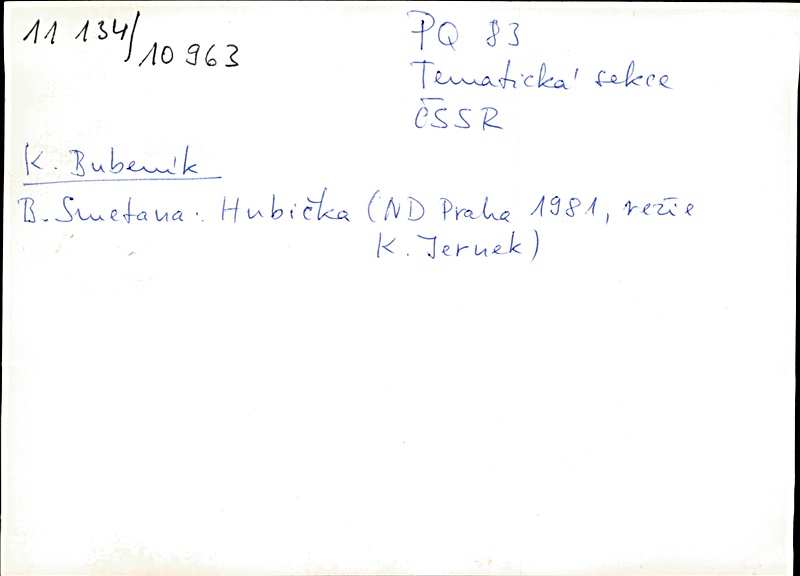 11 134/10 963
PQ 83
Tematická sekce
ČSSR
K. Bubeník
B. Smetana: Hubička (ND Praha 1981, režie
K. Jernek)